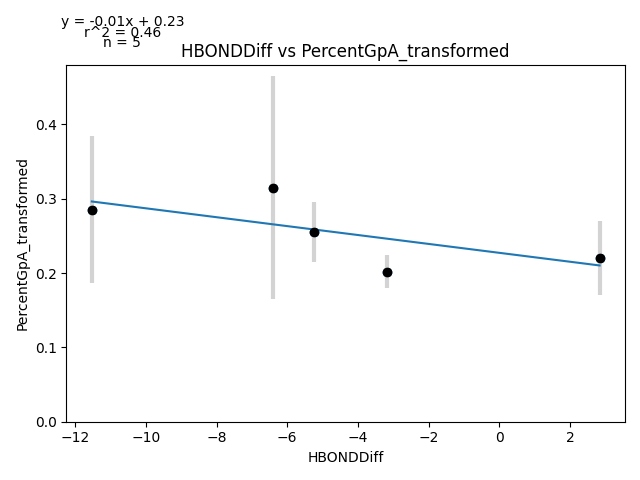 y = -0.01x + 0.23
r^2 = 0.46
n = 5
HBONDDiff vs PercentGpA_transformed
PercentGpA_transformed
0.4
0.3
0.2
0.1
0.0
−12 −10 −8 −6 −4 −2 0 2
HBONDDiff